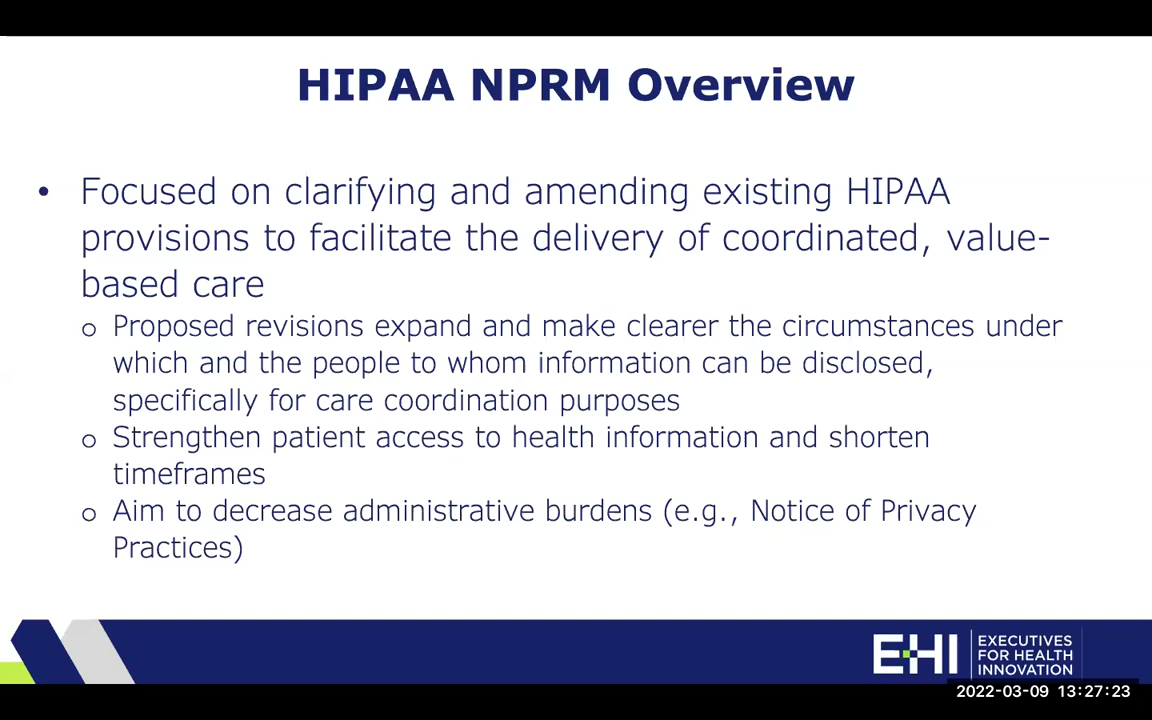 HIPAA NPRM Overview
• Focused on clarifying and amending existing HIPAA
provisions to facilitate the delivery of coordinated, value-
based care
o Proposed revisions expand and make clearer the circumstances under
which and the people to whom information can be disclosed,
specifically for care coordination purposes
o Strengthen patient access to health information and shorten
timeframes
o Aim to decrease administrative burdens (e.g., Notice of Privacy
Practices)
EHI
EXECUTIVES
FOR HEALTH
INNOVATION
2022-03-09 13:27:23